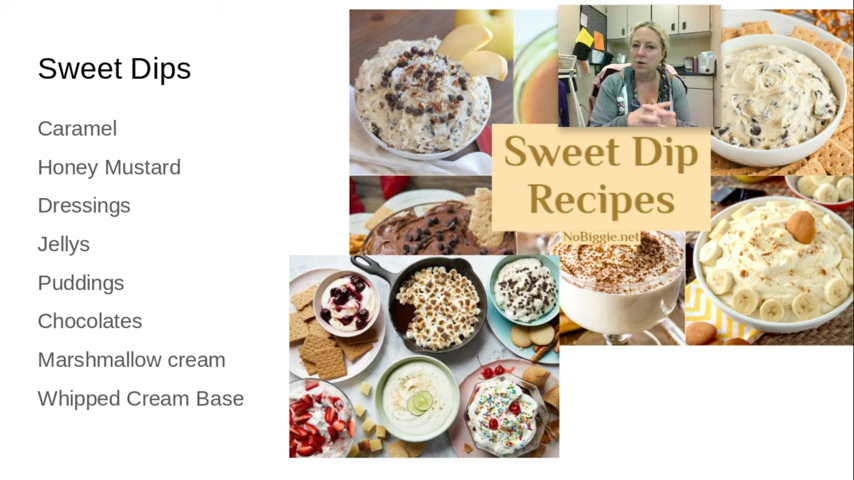 Sweet Dips
Caramel
Honey Mustard
Dressings
Jellys
Puddings
Chocolates
Marshmallow cream
Whipped Cream Base
Sweet Dip
Recipes
NoBiggie.net